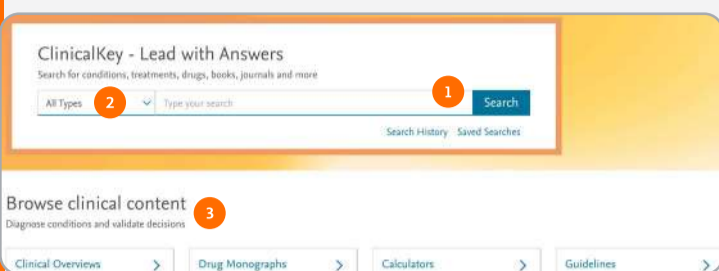 ClinicalKey - Lead with Answers
Search for conditions, treatments, drugs, books, journals and more
All Types 2 Type your search 1 Search
Search History Saved Searches
Browse clinical content 3
Diagnose conditions and validate decisions
Clinical Overviews Drug Monographs Calculators Guidelines